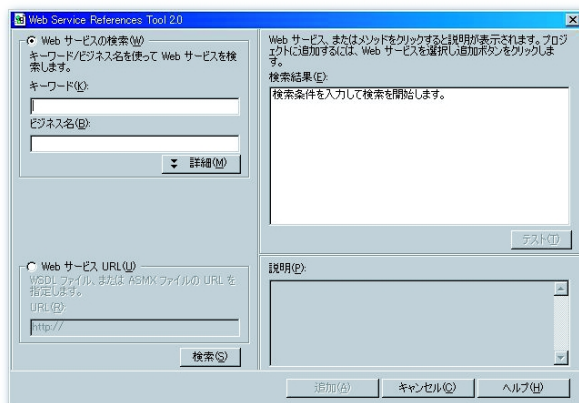 Web Service References Tool 2.0
Web サービスの検索(W)
キーワード/ビジネス名を使って Web サービスを検
索します。
キーワード(K):
ビジネス名(B):
詳細(M)
Web サービス URL(U)
WSDL ファイル、または ASMX ファイルの URL を
指定します。
URL(R):
http://
検索(S)
Web サービス、またはメソッドをクリックすると説明が表示されます。プロジ
ェクトに追加するには、Web サービスを選択し追加ボタンをクリックしま
す。
検索結果(E):
検索条件を入力して検索を開始します。
テスト(T)
説明(P):
追加(A)
キャンセル(C)
ヘルプ(H)